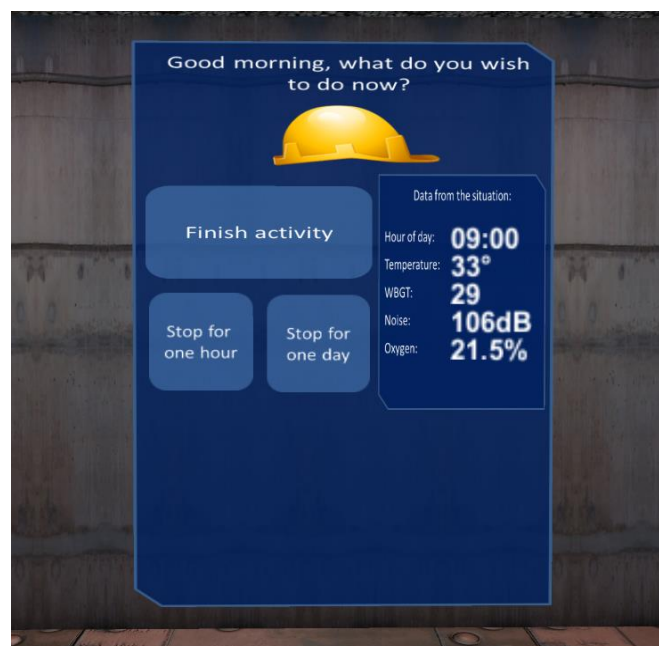 Good morning, what do you wish
to do now?
Finish activity
Stop for
one hour
Stop for
one day
Data from the situation:
Hour of day: 09:00
Temperature: 33°
WBGT: 29
Noise: 106dB
Oxygen: 21.5%